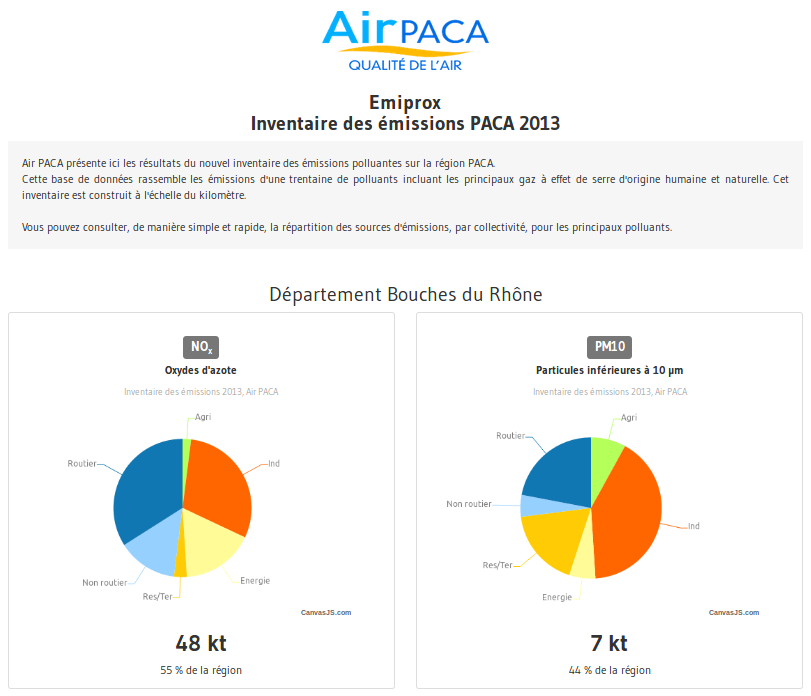 AirPACA
QUALITÉ DE L'AIR
Emiprox
Inventaire des émissions PACA 2013
Air PACA présente ici les résultats du nouvel inventaire des émissions polluantes sur la région PACA.
Cette base de données rassemble les émissions d'une trentaine de polluants incluant les principaux gaz à effet de serre d'origine humaine et naturelle. Cet
inventaire est construit à l'échelle du kilomètre.
Vous pouvez consulter, de manière simple et rapide, la répartition des sources d'émissions, par collectivité, pour les principaux polluants.
Département Bouches du Rhône
NOx
Oxydes d'azote
Inventaire des émissions 2013, Air PACA
Agri
Routier
Ind
Non routier
Energie
Res/Ter
CanvasJS.com
48 kt
55 % de la région
PM10
Particules inférieures à 10 µm
Inventaire des émissions 2013, Air PACA
Agri
Routier
Non routier
Ind
Res/Ter
Energie
CanvasJS.com
7 kt
44 % de la région